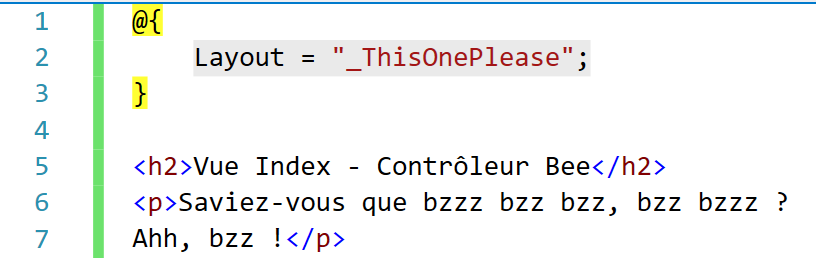 1 @{
2 Layout = "_ThisOnePlease";
3 }
4
5 <h2>Vue Index - Contrôleur Bee</h2>
6 <p>Saviez-vous que bzzz bzz bzz, bzz bzzz ?
7 Ahh, bzz !</p>